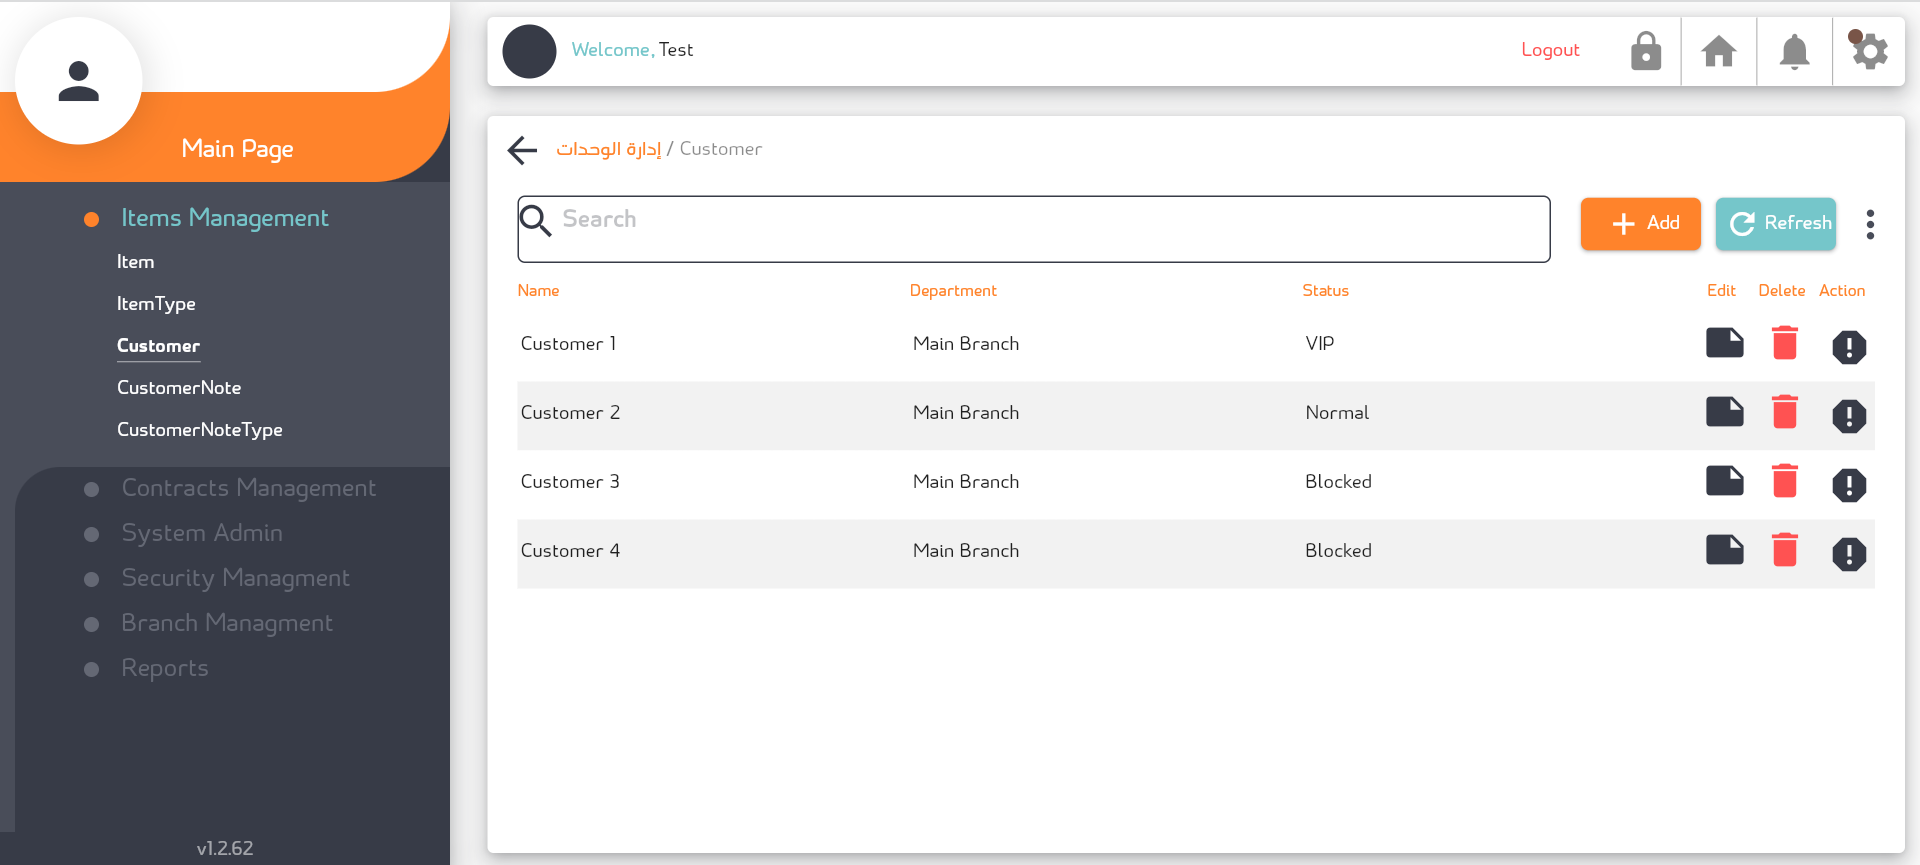 Main Page
Items Management
Item
ItemType
Customer
CustomerNote
CustomerNoteType
Contracts Management
System Admin
Security Managment
Branch Managment
Reports
v1.2.62
Welcome, Test
Logout
إدارة الوحدات / Customer
Search
Add
Refresh
Name Department Status Edit Delete Action
Customer 1 Main Branch VIP
Customer 2 Main Branch Normal
Customer 3 Main Branch Blocked
Customer 4 Main Branch Blocked